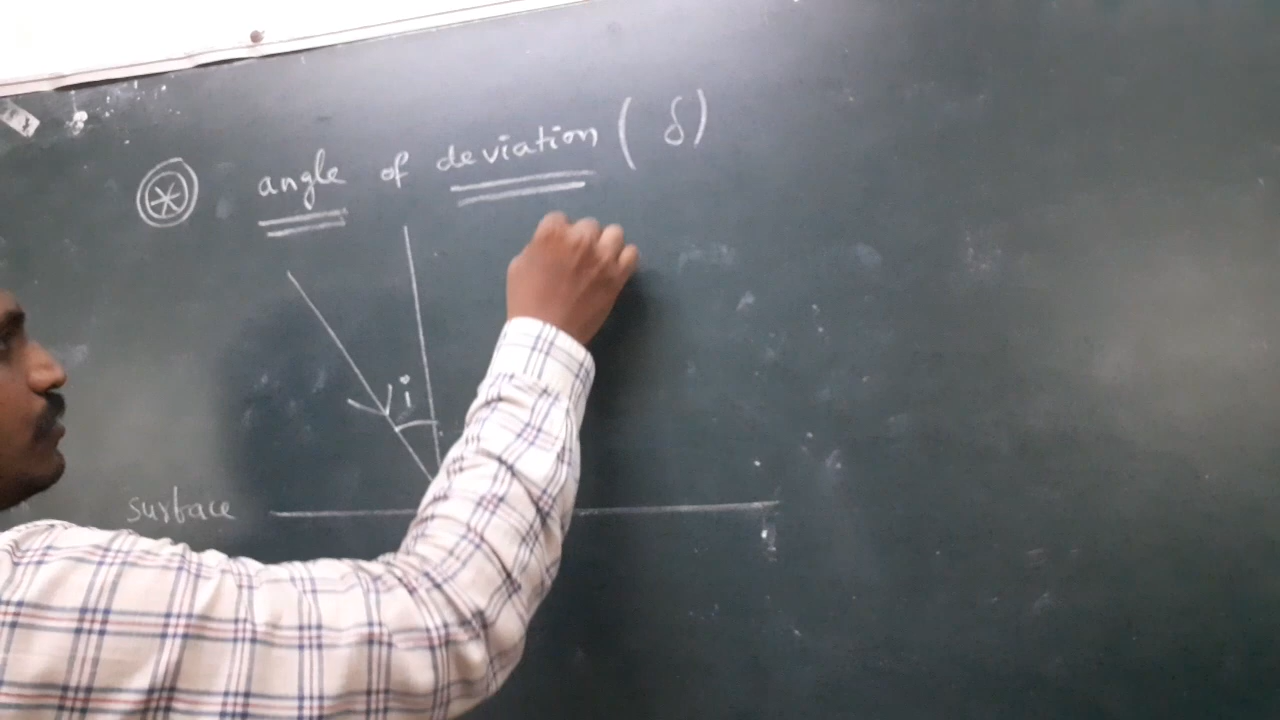 angle of deviation ( δ )
i
surface